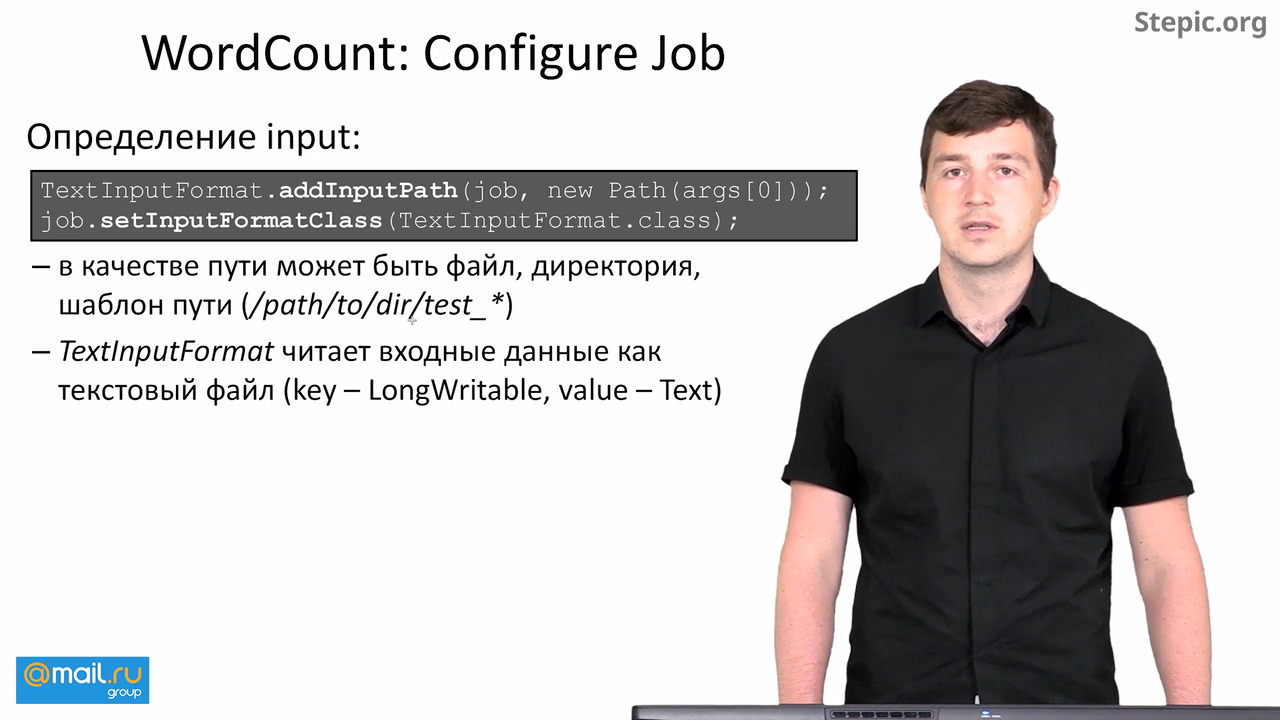 Stepic.org
WordCount: Configure Job
Определение input:
TextInputFormat.addInputPath(job, new Path(args[0]));
job.setInputFormatClass(TextInputFormat.class);
– в качестве пути может быть файл, директория,
шаблон пути (/path/to/dir/test_*)
– TextInputFormat читает входные данные как
текстовый файл (key – LongWritable, value – Text)
@mail.ru
group